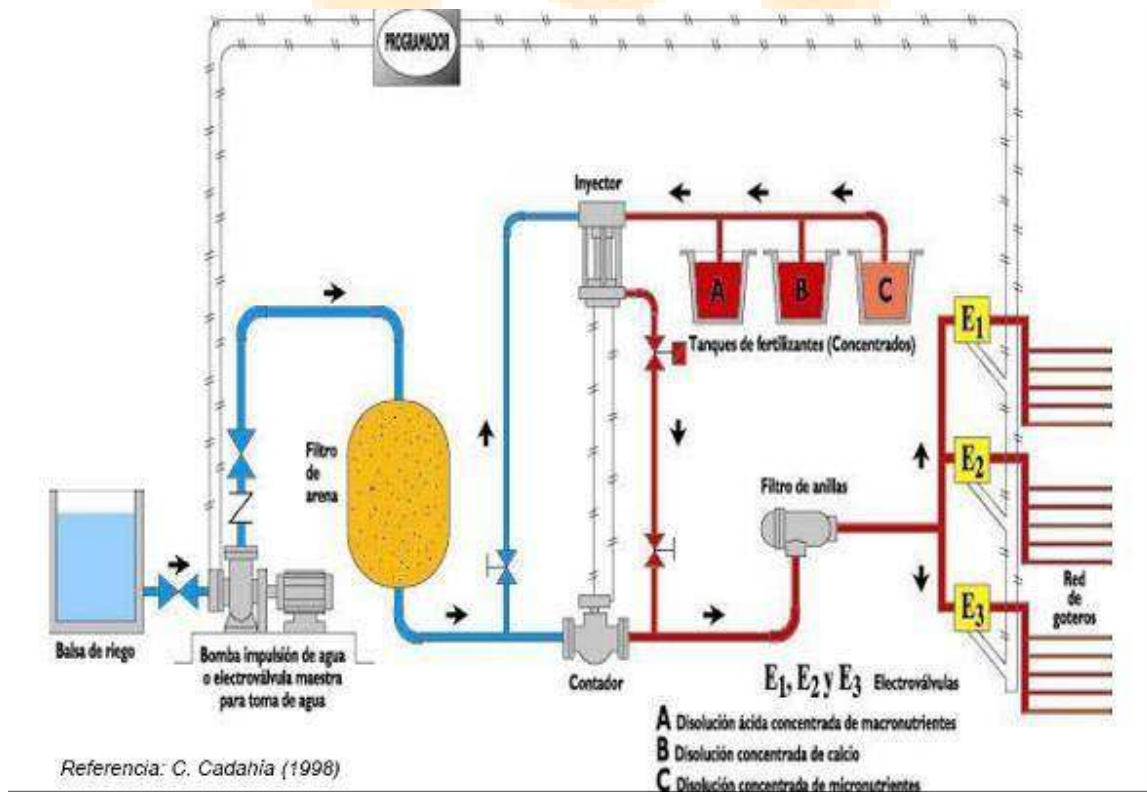 PROGRAMADOR
Inyector
A
B
C
Tanques de fertilizantes (Concentrados)
E1
E2
E3
Filtro
de
arena
Filtro de anillas
Red
de
goteros
Balsa de riego
Bomba impulsión de agua
o electroválvula maestra
para toma de agua
Contador
E1, E2 y E3 Electroválvulas
A Disolución ácida concentrada de macronutrientes
B Disolución concentrada de calcio
C Disolución concentrada de micronutrientes
Referencia: C. Cadahía (1998)